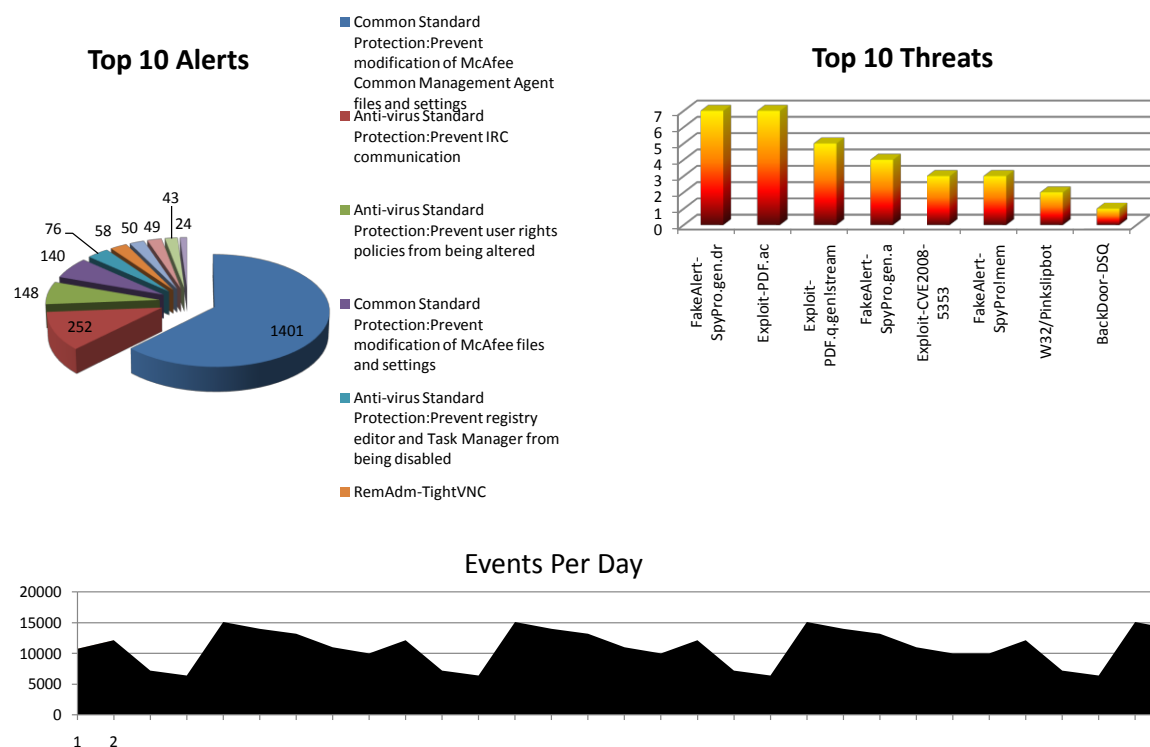 Top 10 Alerts
43
76
58
50
49
24
140
148
252
1401
Common Standard
Protection:Prevent
modification of McAfee
Common Management Agent
files and settings
Anti-virus Standard
Protection:Prevent IRC
communication
Anti-virus Standard
Protection:Prevent user rights
policies from being altered
Common Standard
Protection:Prevent
modification of McAfee files
and settings
Anti-virus Standard
Protection:Prevent registry
editor and Task Manager from
being disabled
RemAdm-TightVNC
Top 10 Threats
7
6
5
4
3
2
1
0
FakeAlert-
SpyPro.gen.dr
Exploit-PDF.ac
Exploit-
PDF.q.gen!stream
FakeAlert-
SpyPro.gen.a
Exploit-CVE2008-
5353
FakeAlert-
SpyPro!mem
W32/Pinkslipbot
BackDoor-DSQ
Events Per Day
20000
15000
10000
5000
0
1 2